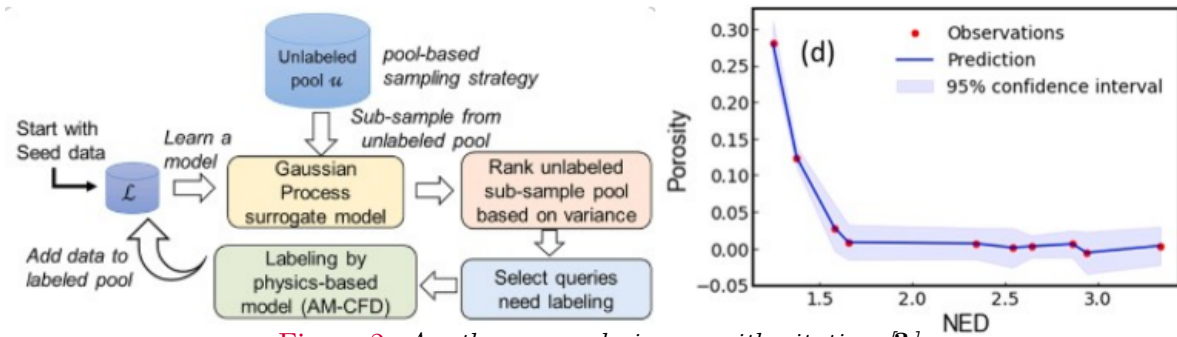 Unlabeled
pool 𝓊
pool-based
sampling strategy
Sub-sample from
unlabeled pool
Start with
Seed data
ℒ
Learn a
model
Gaussian
Process
surrogate model
Rank unlabeled
sub-sample pool
based on variance
Select queries
need labeling
Labeling by
physics-based
model (AM-CFD)
Add data to
labeled pool
(d)
Observations
Prediction
95% confidence interval
Porosity
0.30
0.25
0.20
0.15
0.10
0.05
0.00
−0.05
1.5 2.0 2.5 3.0
NED